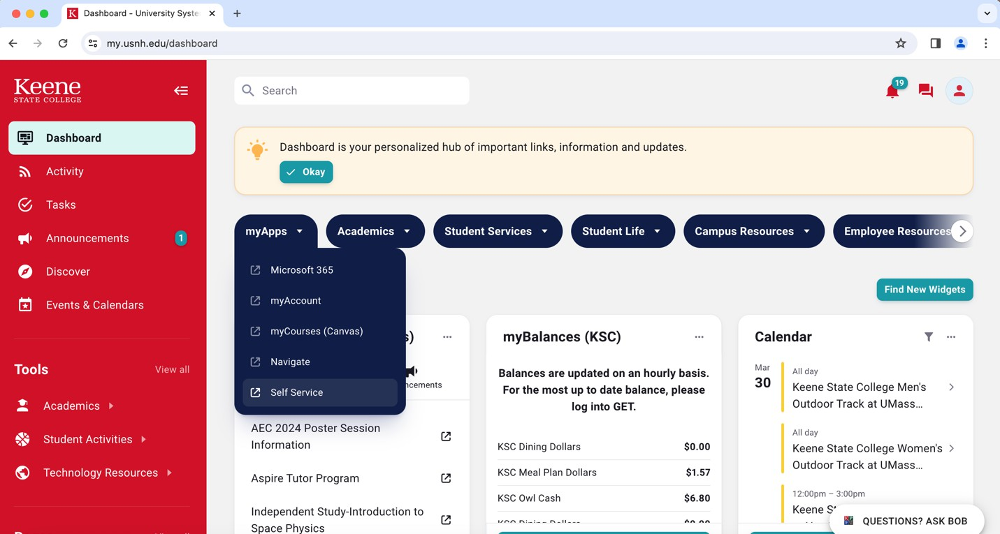 Dashboard - University Syste
my.usnh.edu/dashboard
Keene
STATE COLLEGE
Search
19
Dashboard
Activity
Tasks
Announcements
1
Discover
Events & Calendars
Tools
View all
Academics
Student Activities
Technology Resources
Dashboard is your personalized hub of important links, information and updates.
Okay
myApps
Academics
Student Services
Student Life
Campus Resources
Employee Resources
Microsoft 365
myAccount
myCourses (Canvas)
Navigate
Self Service
Find New Widgets
s)
ncements
AEC 2024 Poster Session
Information
Aspire Tutor Program
Independent Study-Introduction to
Space Physics
myBalances (KSC)
Balances are updated on an hourly basis.
For the most up to date balance, please
log into GET.
KSC Dining Dollars $0.00
KSC Meal Plan Dollars $1.57
KSC Owl Cash $6.80
KSC Dining Dollars
Calendar
Mar
30
All day
Keene State College Men's
Outdoor Track at UMass...
All day
Keene State College Women's
Outdoor Track at UMass...
12:00pm – 3:00pm
Keene St
QUESTIONS? ASK BOB